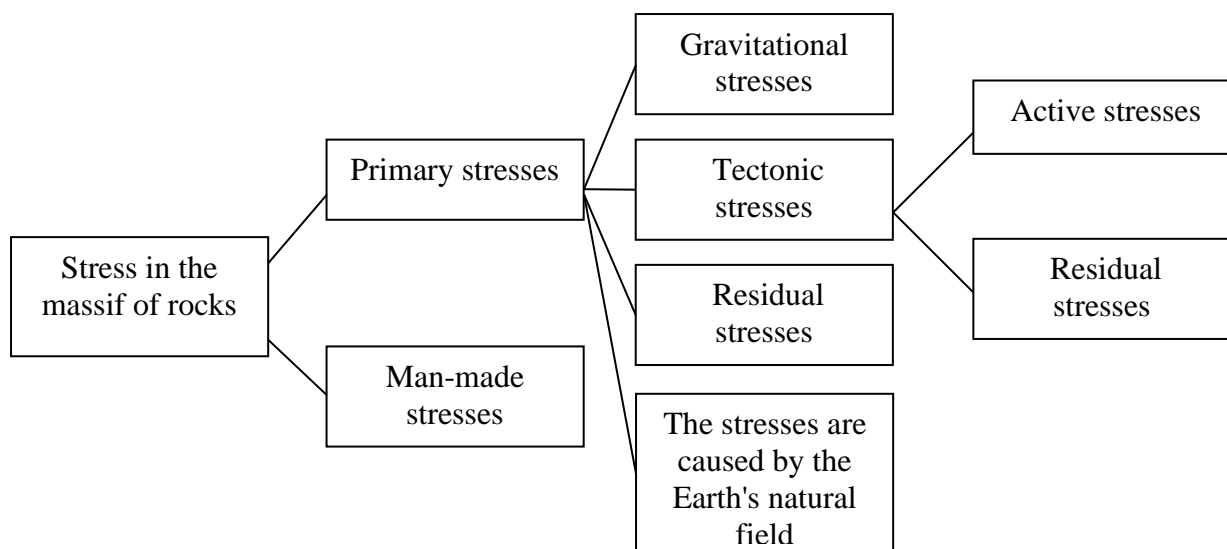 Stress in the
massif of rocks
Primary stresses
Man-made
stresses
Gravitational
stresses
Tectonic
stresses
Residual
stresses
The stresses are
caused by the
Earth's natural
field
Active stresses
Residual
stresses